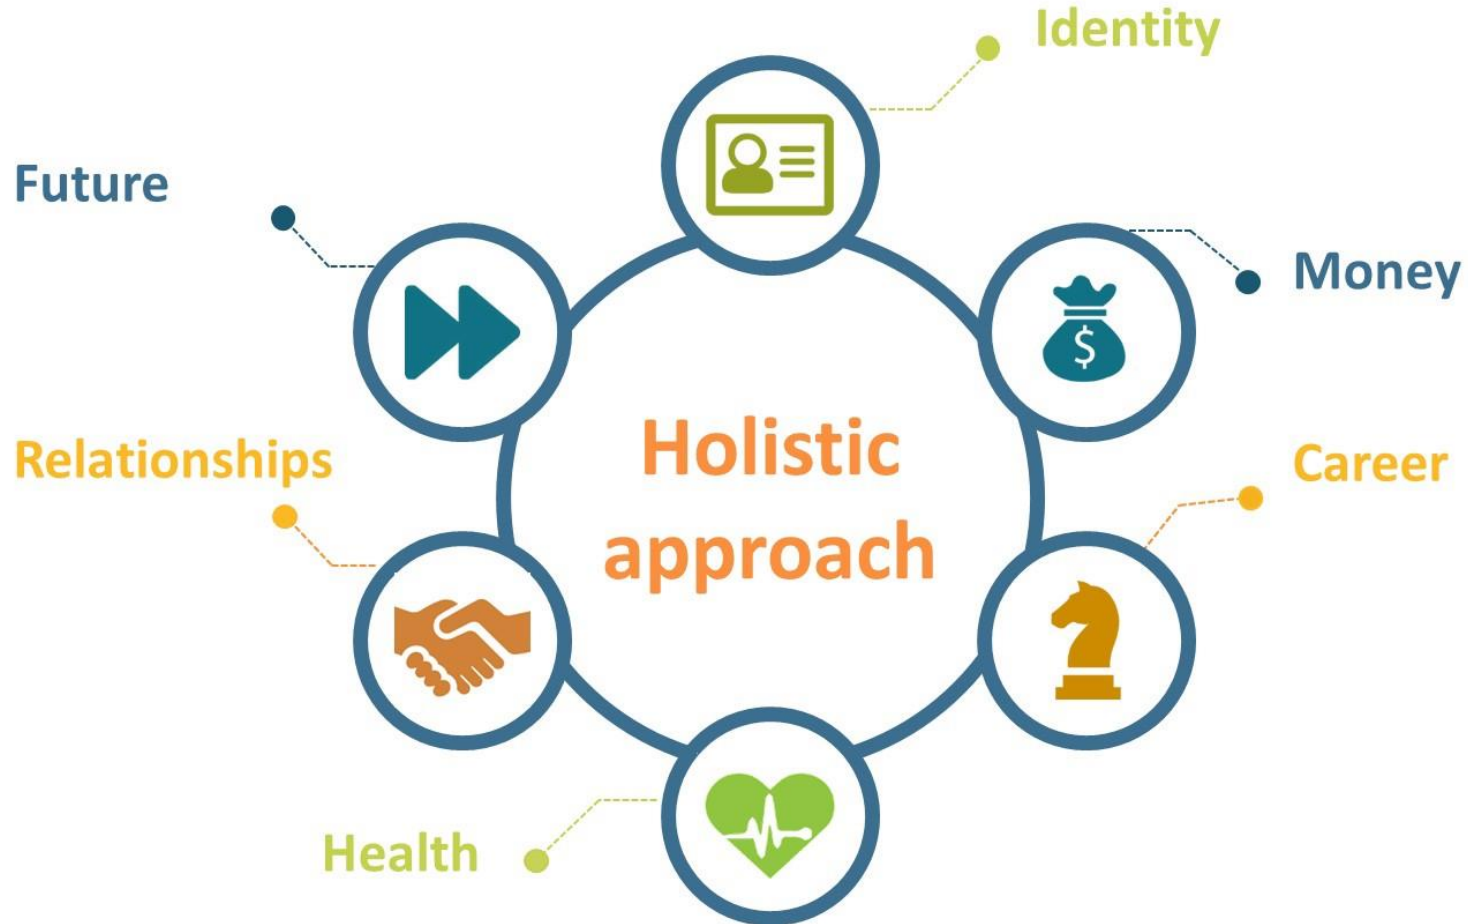 Identity
Future
Money
Holistic
approach
Relationships
Career
Health
$